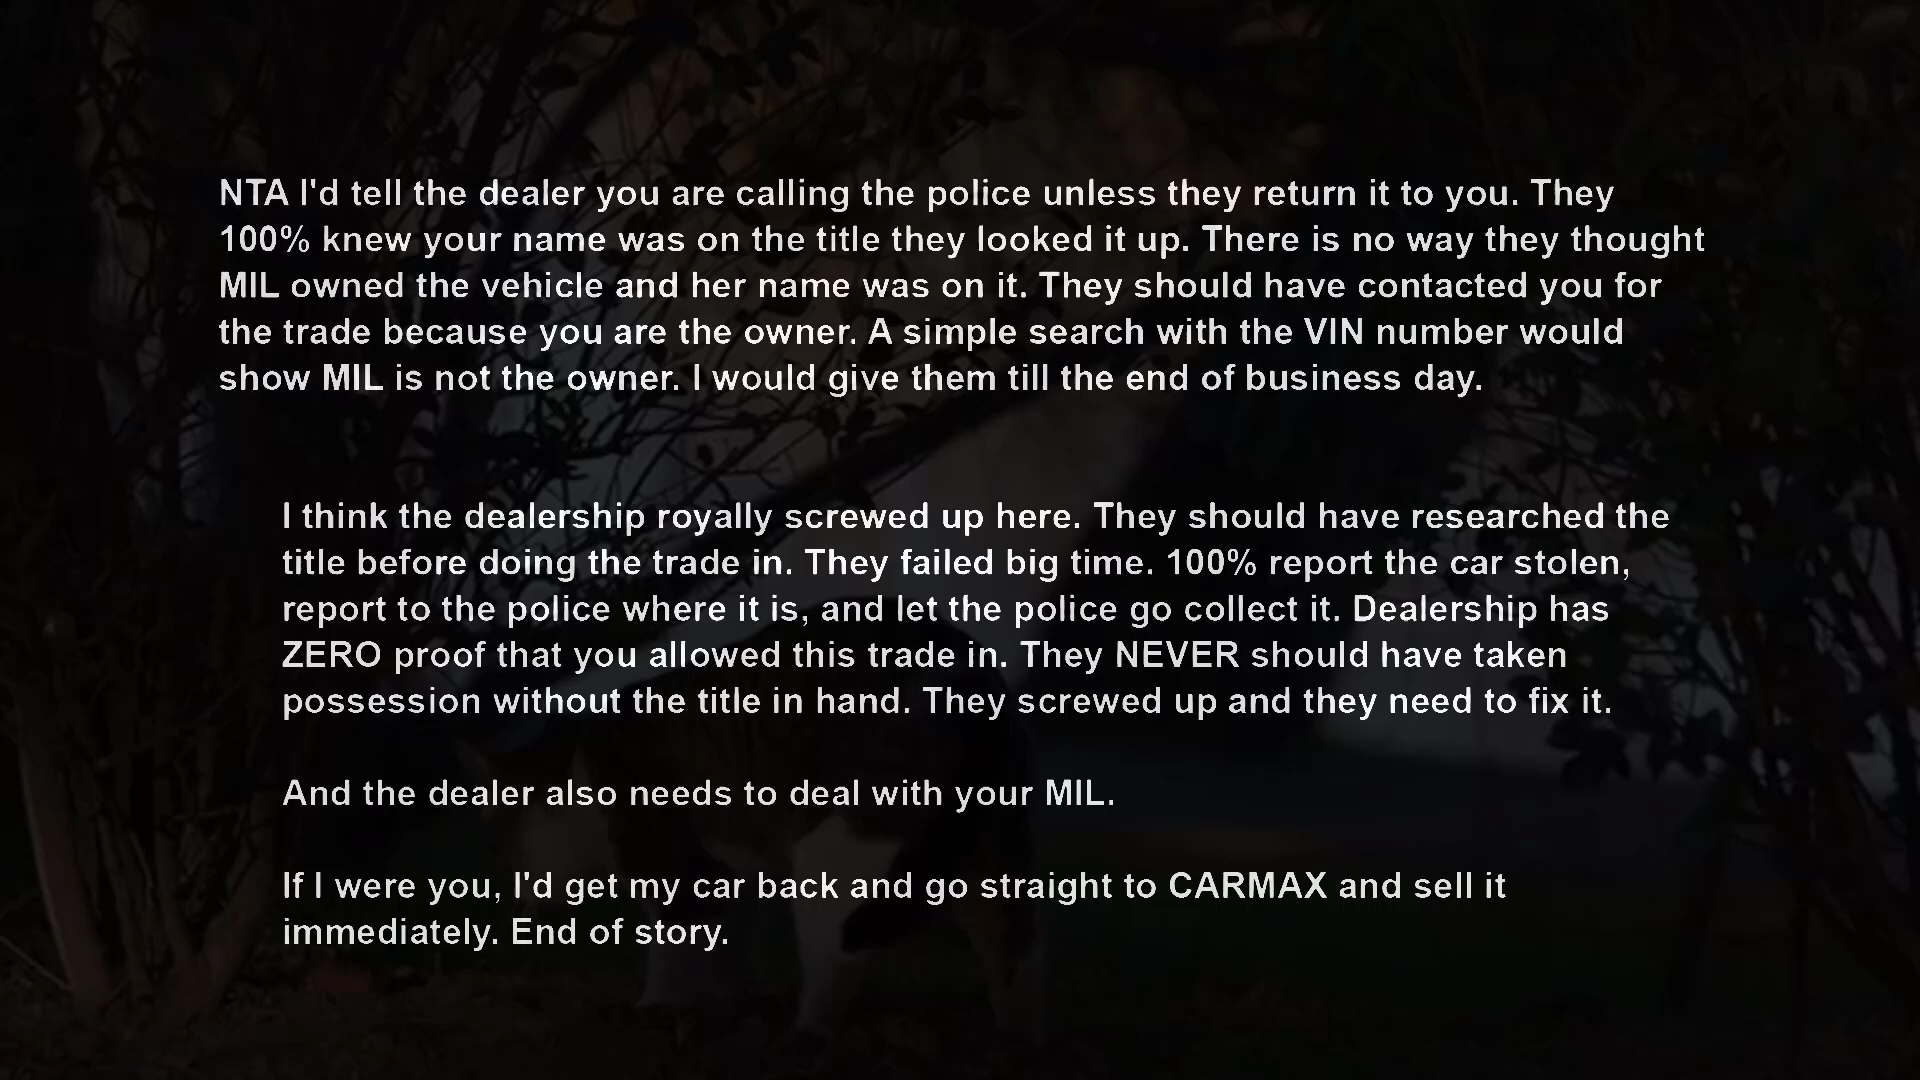 NTA I'd tell the dealer you are calling the police unless they return it to you. They
100% knew your name was on the title they looked it up. There is no way they thought
MIL owned the vehicle and her name was on it. They should have contacted you for
the trade because you are the owner. A simple search with the VIN number would
show MIL is not the owner. I would give them till the end of business day.
I think the dealership royally screwed up here. They should have researched the
title before doing the trade in. They failed big time. 100% report the car stolen,
report to the police where it is, and let the police go collect it. Dealership has
ZERO proof that you allowed this trade in. They NEVER should have taken
possession without the title in hand. They screwed up and they need to fix it.
And the dealer also needs to deal with your MIL.
If I were you, I'd get my car back and go straight to CARMAX and sell it
immediately. End of story.